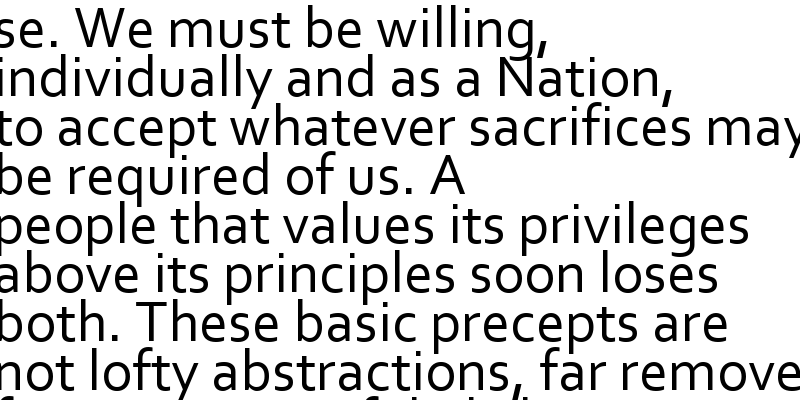 se. We must be willing,
individually and as a Nation,
to accept whatever sacrifices may
be required of us. A
people that values its privileges
above its principles soon loses
both. These basic precepts are
not lofty abstractions, far remove